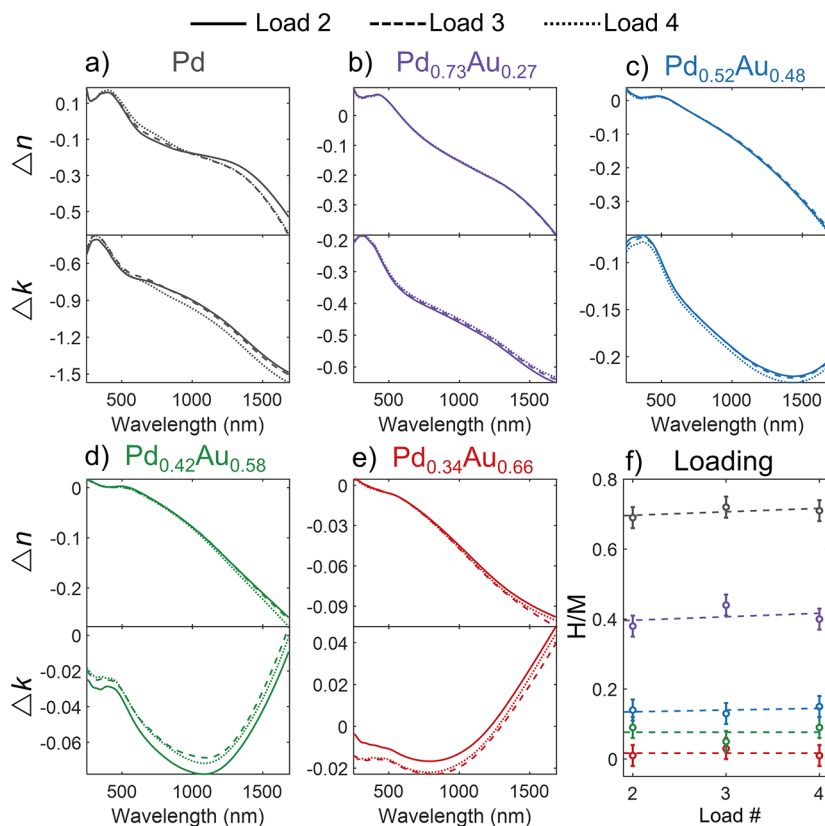 Load 2 Load 3 Load 4
a) Pd
b) Pd0.73Au0.27
c) Pd0.52Au0.48
△n
0.1
-0.1
-0.3
-0.5
0
-0.1
-0.2
-0.3
0
-0.1
-0.2
-0.3
△k
-0.6
-0.9
-1.2
-1.5
-0.2
-0.3
-0.4
-0.5
-0.6
-0.1
-0.15
-0.2
500 1000 1500
500 1000 1500
500 1000 1500
Wavelength (nm)
Wavelength (nm)
Wavelength (nm)
d) Pd0.42Au0.58
e) Pd0.34Au0.66
f) Loading
△n
0
-0.1
-0.2
0
-0.03
-0.06
-0.09
△k
0
-0.02
-0.04
-0.06
0.04
0.02
0
-0.02
500 1000 1500
500 1000 1500
Wavelength (nm)
Wavelength (nm)
H/M
0.8
0.6
0.4
0.2
0
2 3 4
Load #